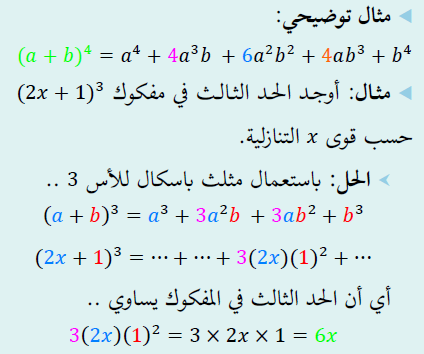 مثال توضيحي:
(a + b)⁴ = a⁴ + 4a³b + 6a²b² + 4ab³ + b⁴
مثال: أوجد الحد الثالث في مفكوك (2x + 1)³
حسب قوى x التنازلية.
الحل: باستعمال مثلث باسكال للأس 3 ..
(a + b)³ = a³ + 3a²b + 3ab² + b³
(2x + 1)³ = ⋯ + ⋯ + 3(2x)(1)² + ⋯
أي أن الحد الثالث في المفكوك يساوي ..
3(2x)(1)² = 3 × 2x × 1 = 6x